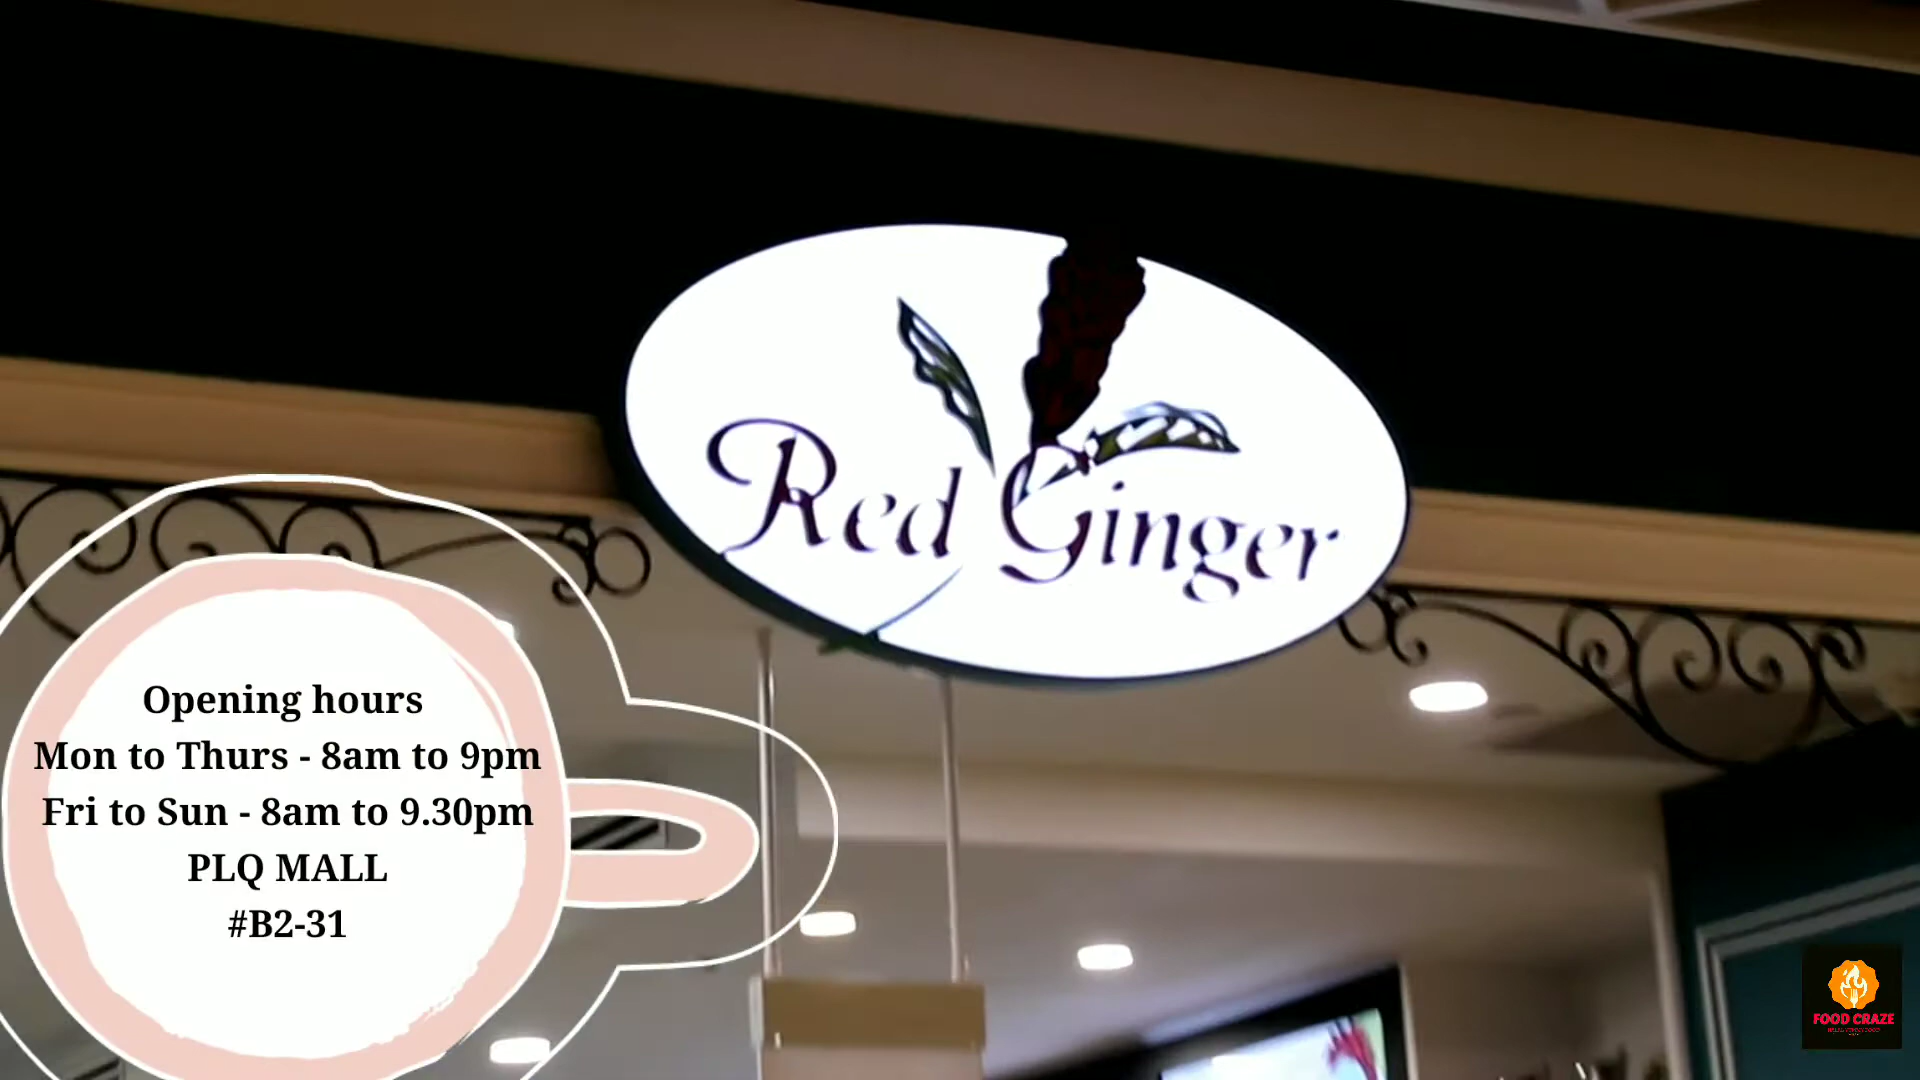 Red Ginger
Opening hours
Mon to Thurs - 8am to 9pm
Fri to Sun - 8am to 9.30pm
PLQ MALL
#B2-31
FOOD CRAZE